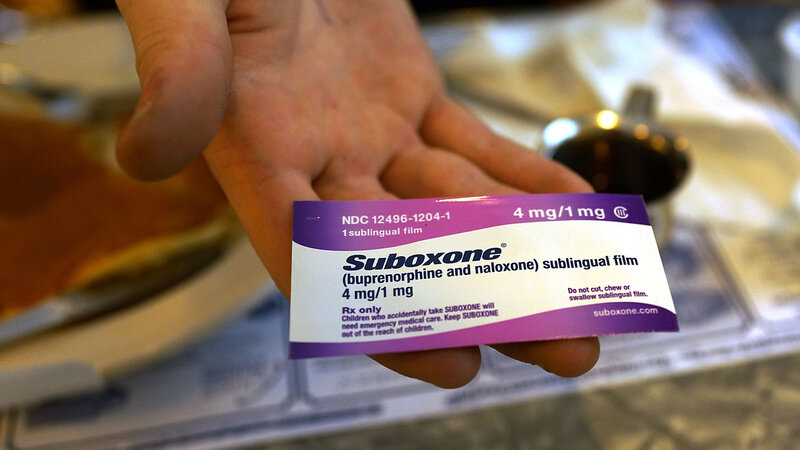 NDC 12496-1204-1
1 sublingual film
4 mg/1 mg CIII
Suboxone®
(buprenorphine and naloxone) sublingual film
4 mg/1 mg
Rx only
Children who accidentally take SUBOXONE will
need emergency medical care. Keep SUBOXONE
out of the reach of children.
Do not cut, chew or
swallow sublingual film.
suboxone.com